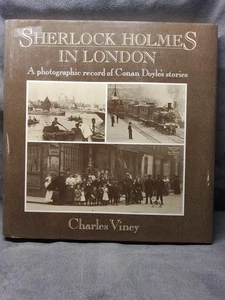 SHERLOCK HOLMES
IN LONDON
A photographic record of Conan Doyle's stories
Charles Viney